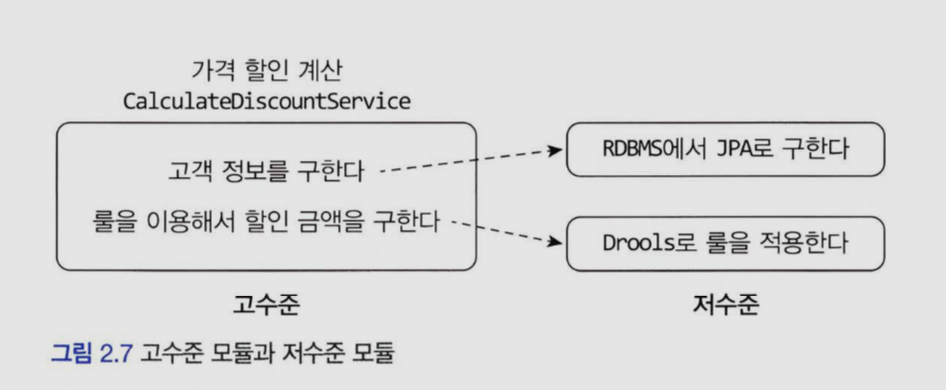 가격 할인 계산
CalculateDiscountService
고객 정보를 구한다
룰을 이용해서 할인 금액을 구한다
RDBMS에서 JPA로 구한다
Drools로 룰을 적용한다
고수준
저수준
그림 2.7 고수준 모듈과 저수준 모듈